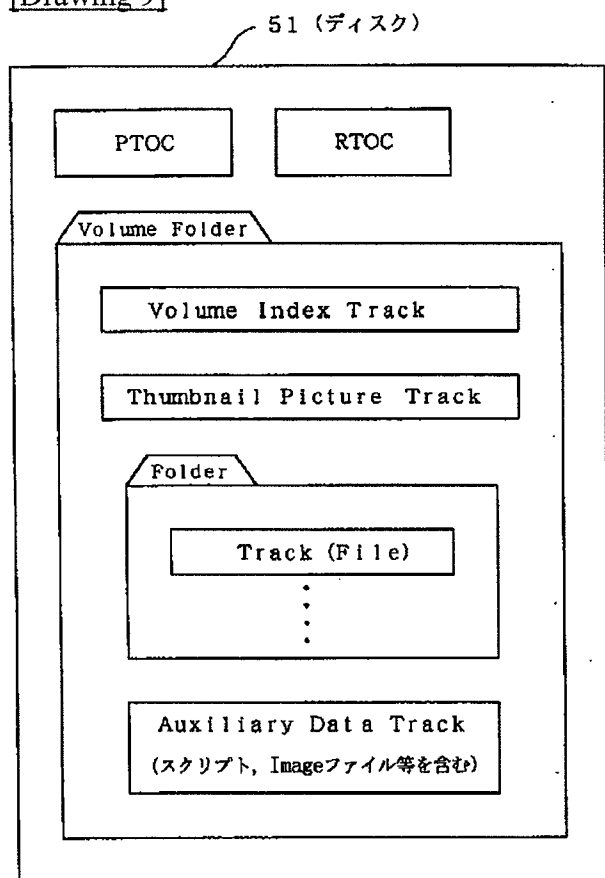 [Drawing 9]
51 (ディスク)
PTOC
RTOC
Volume Folder
Volume Index Track
Thumbnail Picture Track
Folder
Track (File)
Auxiliary Data Track
(スクリプト, Imageファイル等を含む)